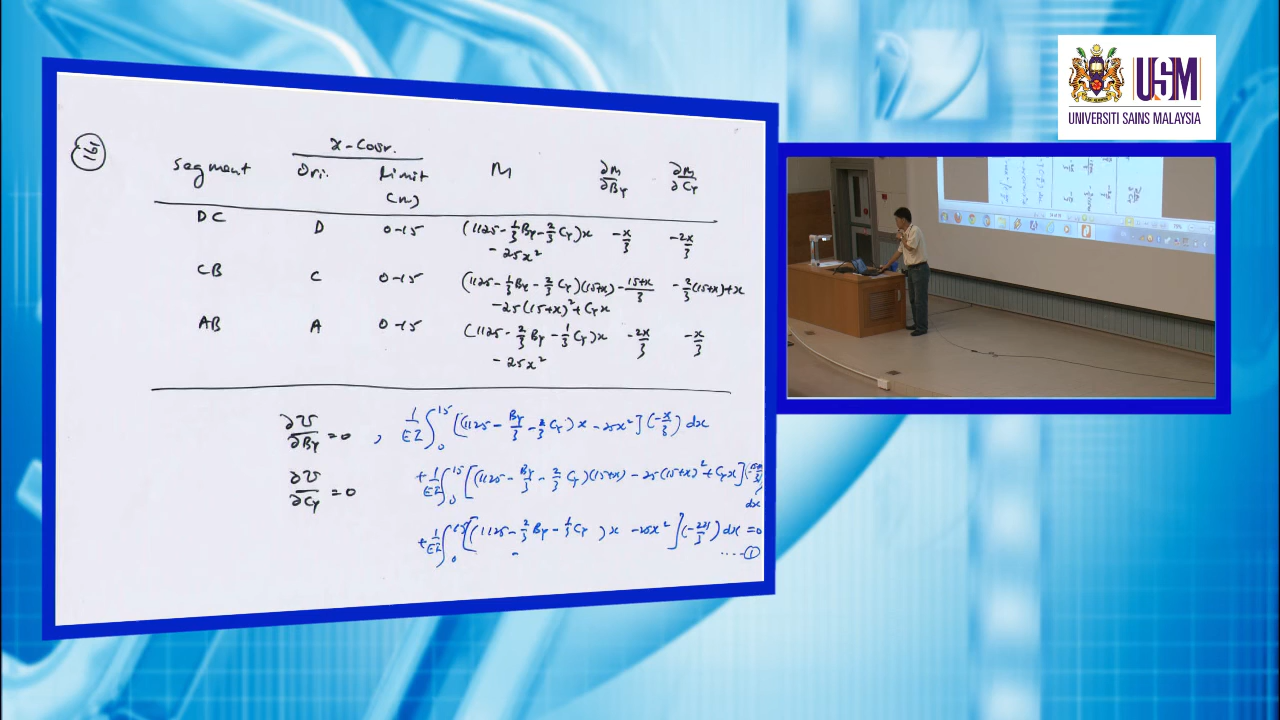 161
x-Coor.
Segment Ori. Limit (m) M ∂M/∂By ∂M/∂Cy
DC D 0-15 (1125 - 1/3 By - 2/3 Cy)x - 25x² -x/3 -2x/3
CB C 0-15 (1125 - 1/3 By - 2/3 Cy)(15+x) - 25(15+x)² + Cyx -(15+x)/3 -2/3(15+x)+x
AB A 0-15 (1125 - 2/3 By - 1/3 Cy)x - 25x² -2x/3 -x/3
∂U/∂By = 0 , 1/EI ∫₀¹⁵ [(1125 - By/3 - 2/3 Cy)x - 25x²](-x/3) dx
∂U/∂Cy = 0 + 1/EI ∫₀¹⁵ [(1125 - By/3 - 2/3 Cy)(15+x) - 25(15+x)² + Cyx](-(15+x)/3) dx
+ 1/EI ∫₀¹⁵ [(1125 - 2/3 By - 1/3 Cy)x - 25x²](-2x/3) dx = 0
.... ①
USM
UNIVERSITI SAINS MALAYSIA